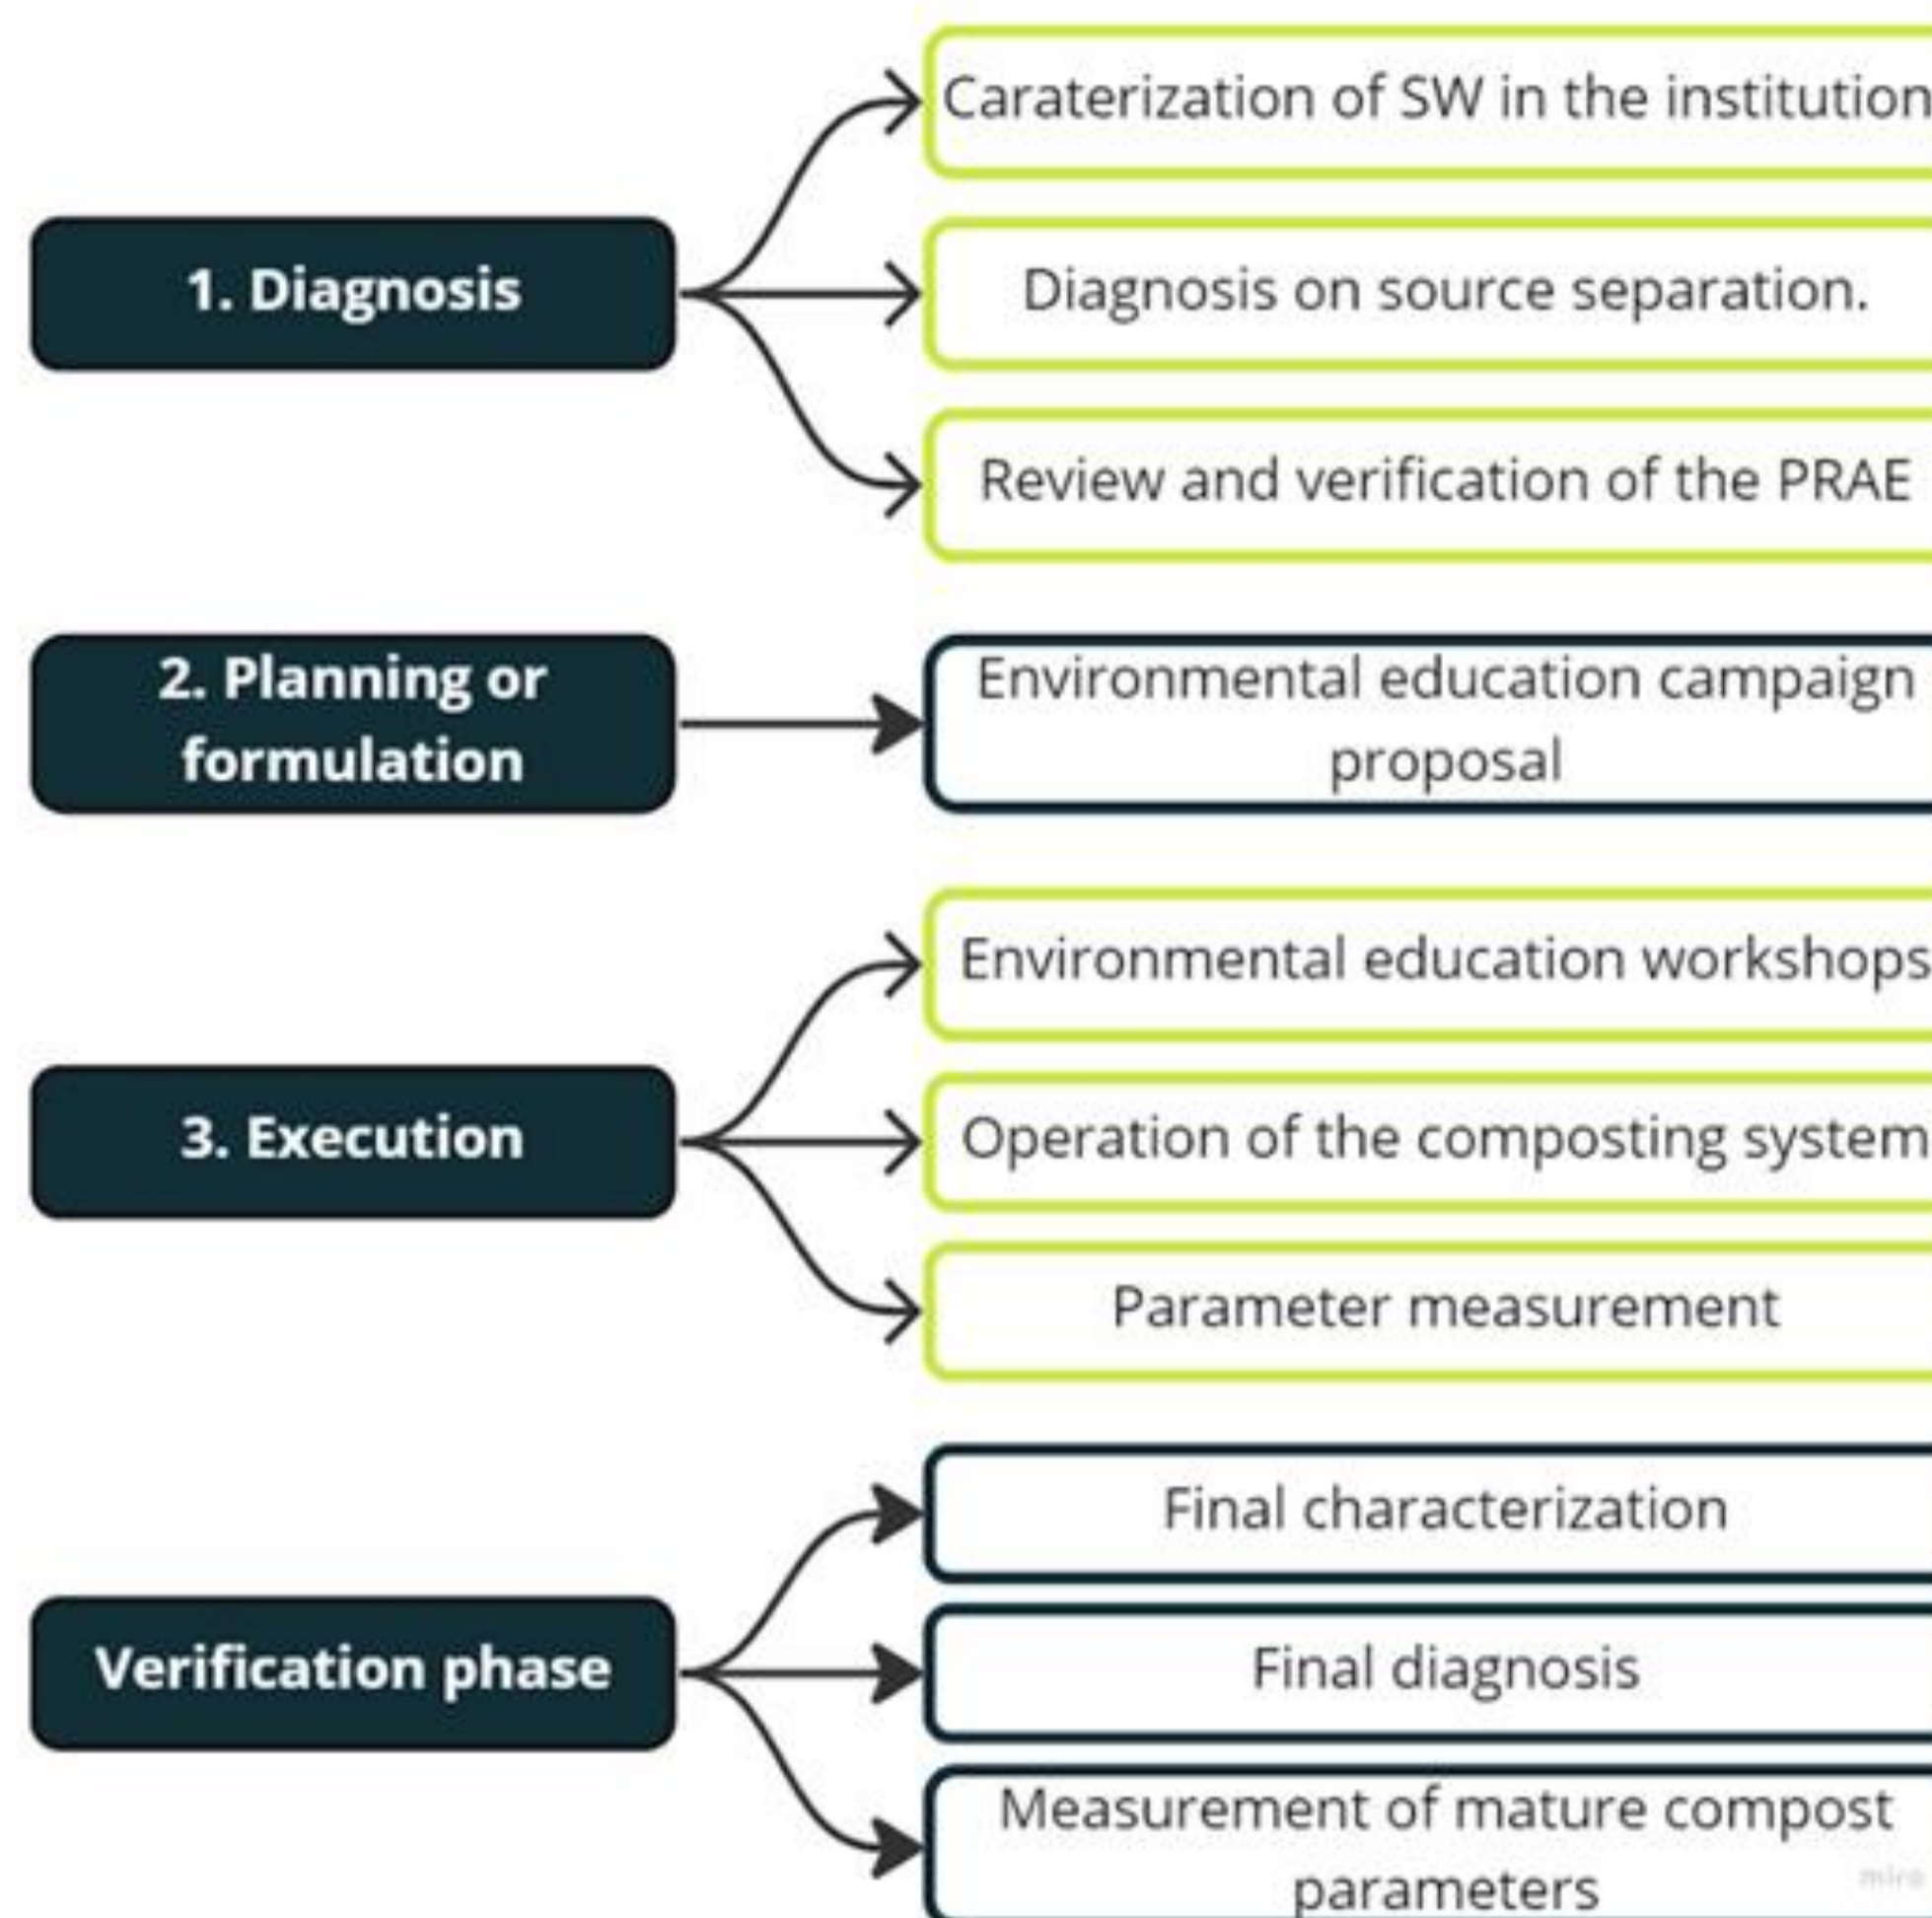 Caraterization of SW in the institution
1. Diagnosis
Diagnosis on source separation.
Review and verification of the PRAE
2. Planning or
formulation
Environmental education campaign
proposal
Environmental education workshops
3. Execution
Operation of the composting system
Parameter measurement
Final characterization
Verification phase
Final diagnosis
Measurement of mature compost
parameters
miro